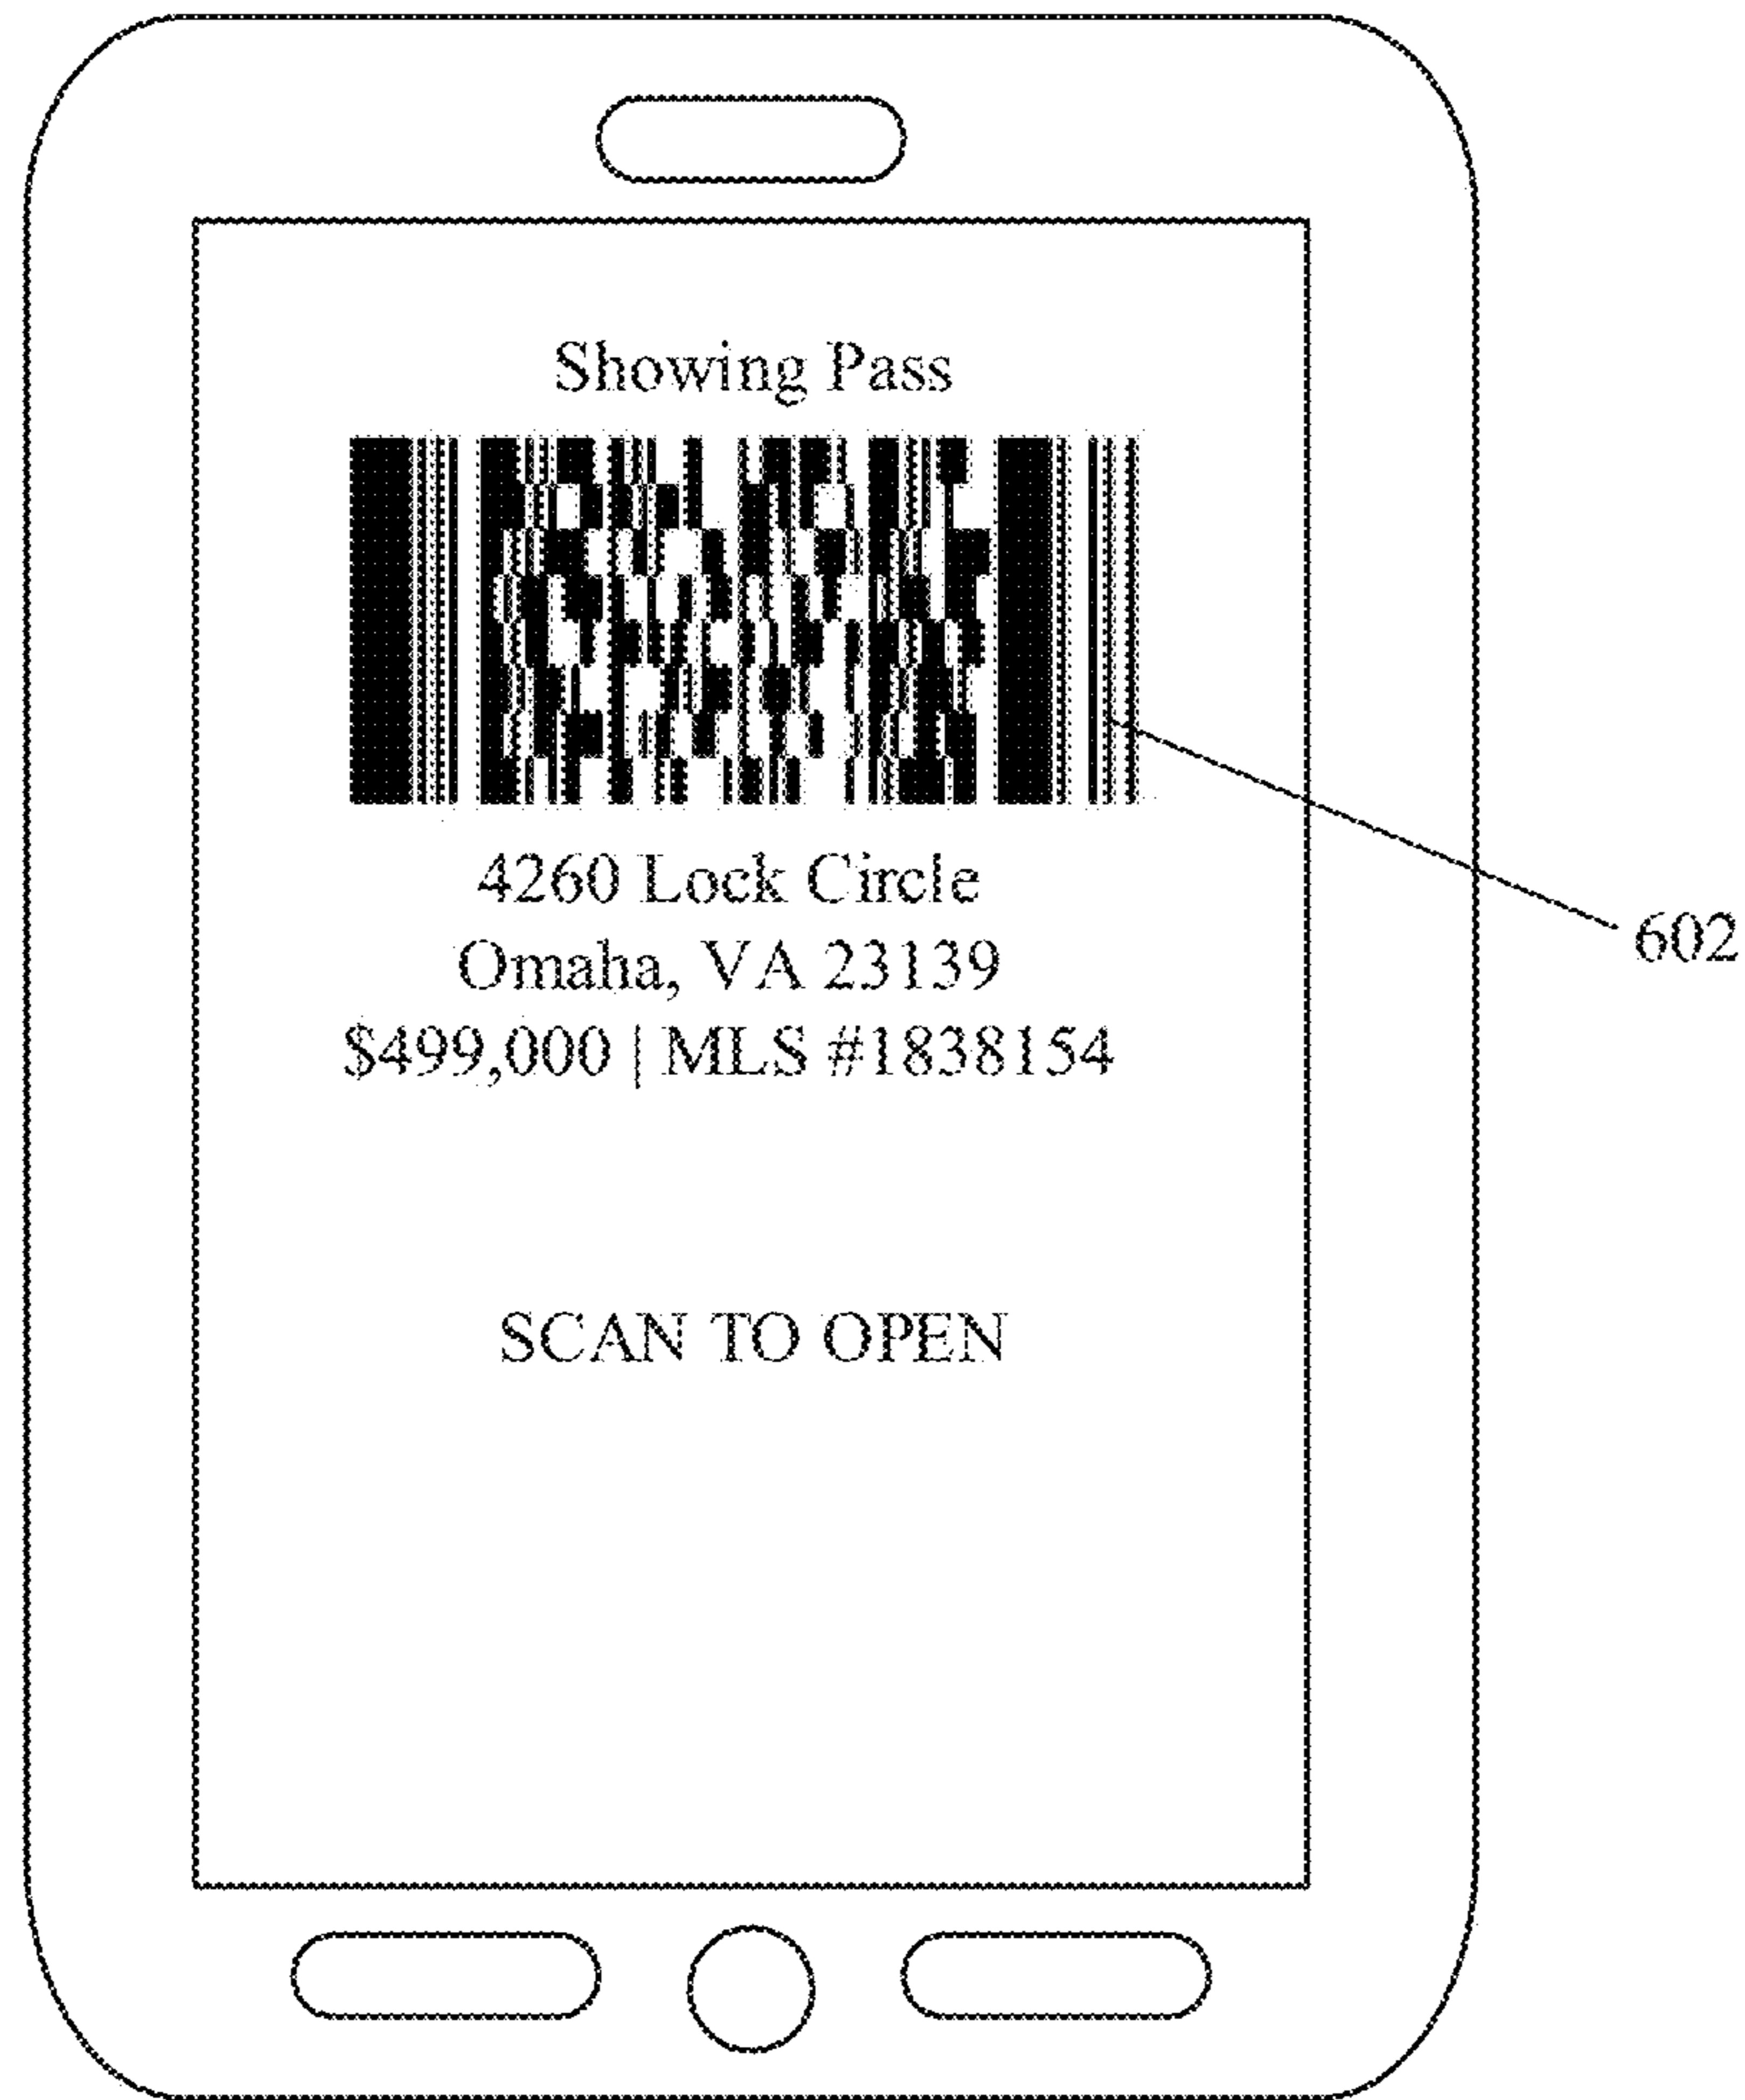 Showing Pass
4260 Lock Circle
Omaha, VA 23139
602
$499,000 | MLS #1838154
SCAN TO OPEN